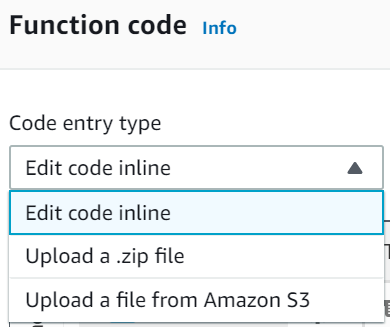 Function code Info
Code entry type
Edit code inline
Edit code inline
Upload a .zip file
Upload a file from Amazon S3